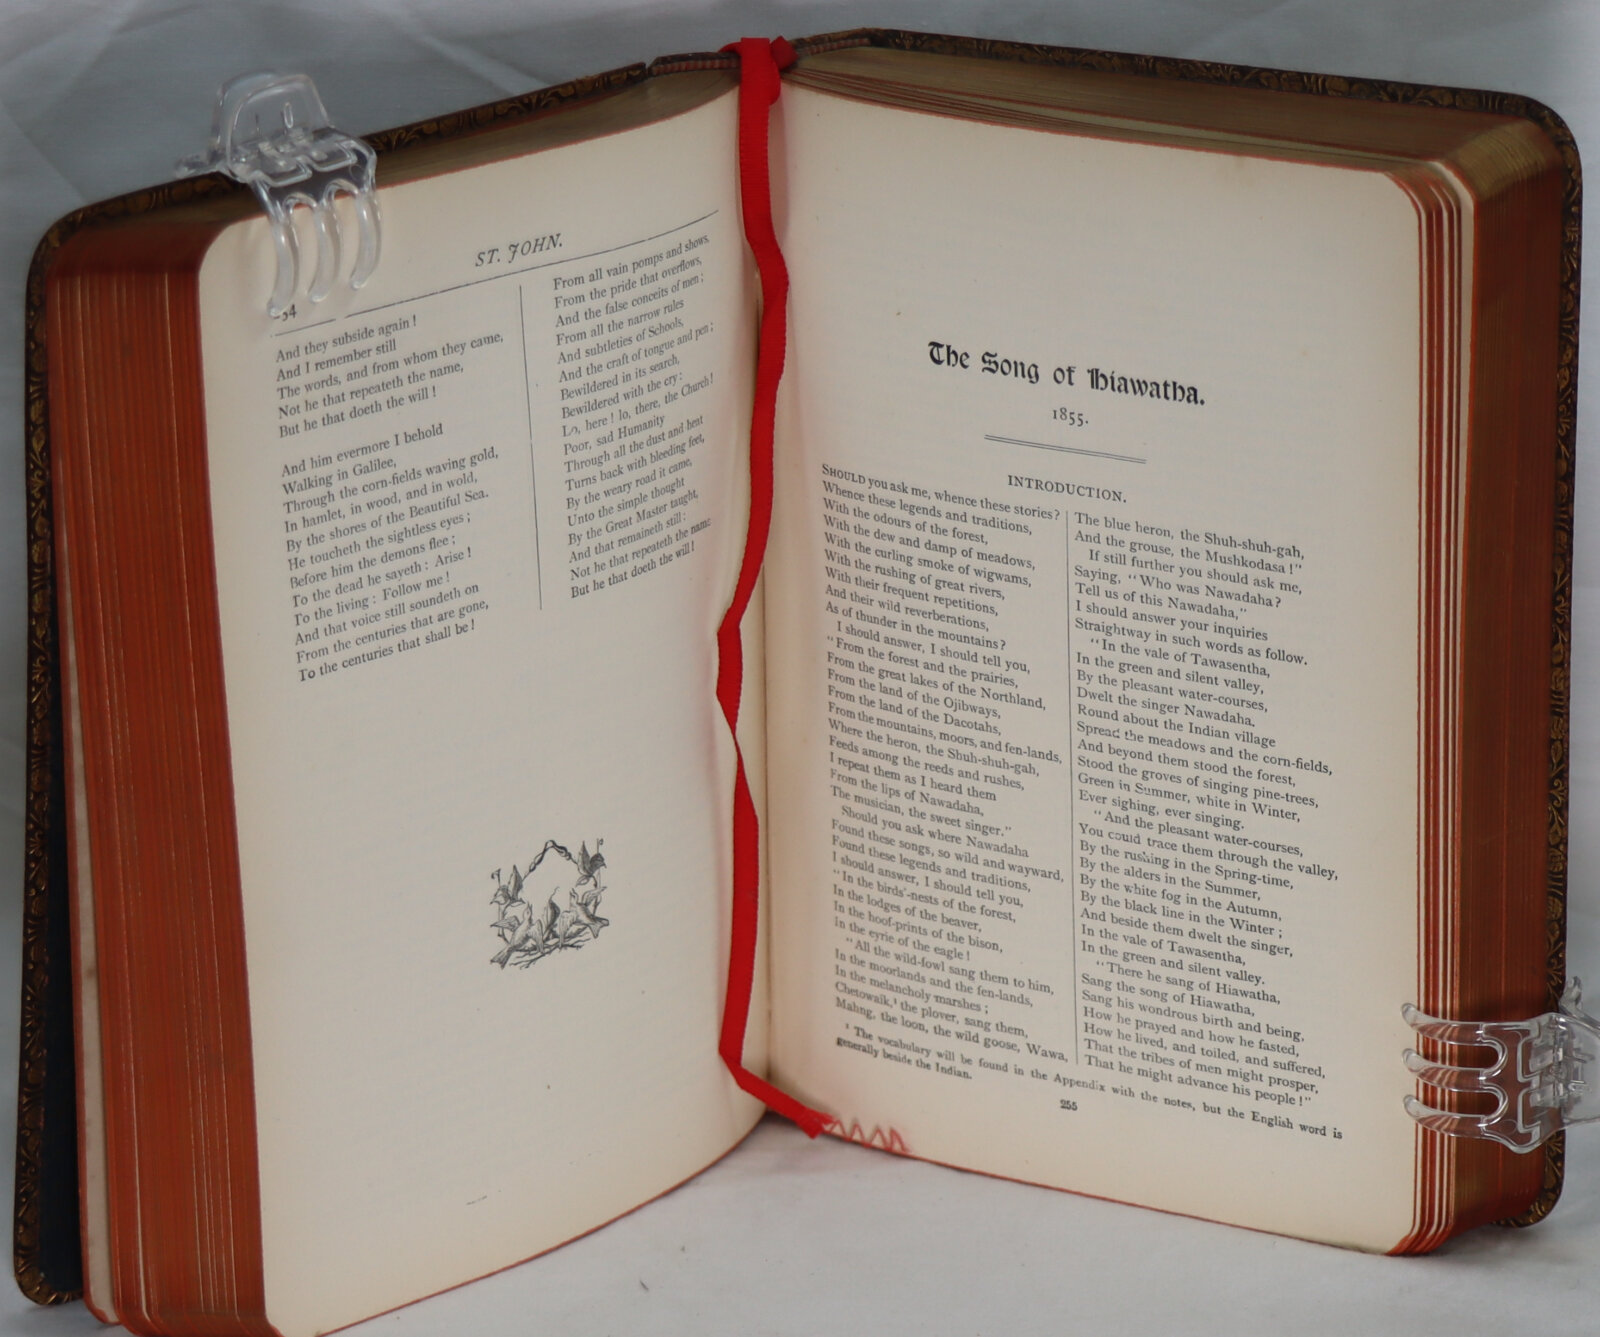 ST. JOHN.
54
And they subside again!
And I remember still
The words, and from whom they came,
Not he that repeateth the name,
But he that doeth the will!
And him evermore I behold
Walking in Galilee,
Through the corn-fields waving gold,
In hamlet, in wood, and in wold,
By the shores of the Beautiful Sea.
He toucheth the sightless eyes;
Before him the demons flee;
To the dead he sayeth: Arise!
To the living: Follow me!
And that voice still soundeth on
From the centuries that are gone,
To the centuries that shall be!
From all vain pomps and shows,
From the pride that overflows,
And the false conceits of men;
From all the narrow rules
And subtleties of Schools,
And the craft of tongue and pen;
Bewildered in its search,
Bewildered with the cry:
Lo, here! lo, there, the Church!
Poor, sad Humanity
Through all the dust and heat
Turns back with bleeding feet,
By the weary road it came,
Unto the simple thought
By the Great Master taught,
And that remaineth still:
Not he that repeateth the name
But he that doeth the will!
The Song of Hiawatha.
1855.
INTRODUCTION.
SHOULD you ask me, whence these stories?
Whence these legends and traditions,
With the odours of the forest,
With the dew and damp of meadows,
With the curling smoke of wigwams,
With the rushing of great rivers,
With their frequent repetitions,
And their wild reverberations,
As of thunder in the mountains?
I should answer, I should tell you,
"From the forest and the prairies,
From the great lakes of the Northland,
From the land of the Ojibways,
From the land of the Dacotahs,
From the mountains, moors, and fen-lands,
Where the heron, the Shuh-shuh-gah,
Feeds among the reeds and rushes,
I repeat them as I heard them
From the lips of Nawadaha,
The musician, the sweet singer."
Should you ask where Nawadaha
Found these songs, so wild and wayward,
Found these legends and traditions,
I should answer, I should tell you,
"In the birds'-nests of the forest,
In the lodges of the beaver,
In the hoof-prints of the bison,
In the eyrie of the eagle!
"All the wild-fowl sang them to him,
In the moorlands and the fen-lands,
In the melancholy marshes;
Chetowaik,¹ the plover, sang them,
Mahng, the loon, the wild goose, Wawa,
The blue heron, the Shuh-shuh-gah,
And the grouse, the Mushkodasa!"
If still further you should ask me,
Saying, "Who was Nawadaha?
Tell us of this Nawadaha,"
I should answer your inquiries
Straightway in such words as follow.
"In the vale of Tawasentha,
In the green and silent valley,
By the pleasant water-courses,
Dwelt the singer Nawadaha.
Round about the Indian village
Spread the meadows and the corn-fields,
And beyond them stood the forest,
Stood the groves of singing pine-trees,
Green in Summer, white in Winter,
Ever sighing, ever singing.
"And the pleasant water-courses,
You could trace them through the valley,
By the rushing in the Spring-time,
By the alders in the Summer,
By the white fog in the Autumn,
By the black line in the Winter;
And beside them dwelt the singer,
In the vale of Tawasentha,
In the green and silent valley.
"There he sang of Hiawatha,
Sang the song of Hiawatha,
Sang his wondrous birth and being,
How he prayed and how he fasted,
How he lived, and toiled, and suffered,
That the tribes of men might prosper,
That he might advance his people!"
¹ The vocabulary will be found in the Appendix with the notes, but the English word is
generally beside the Indian.
255